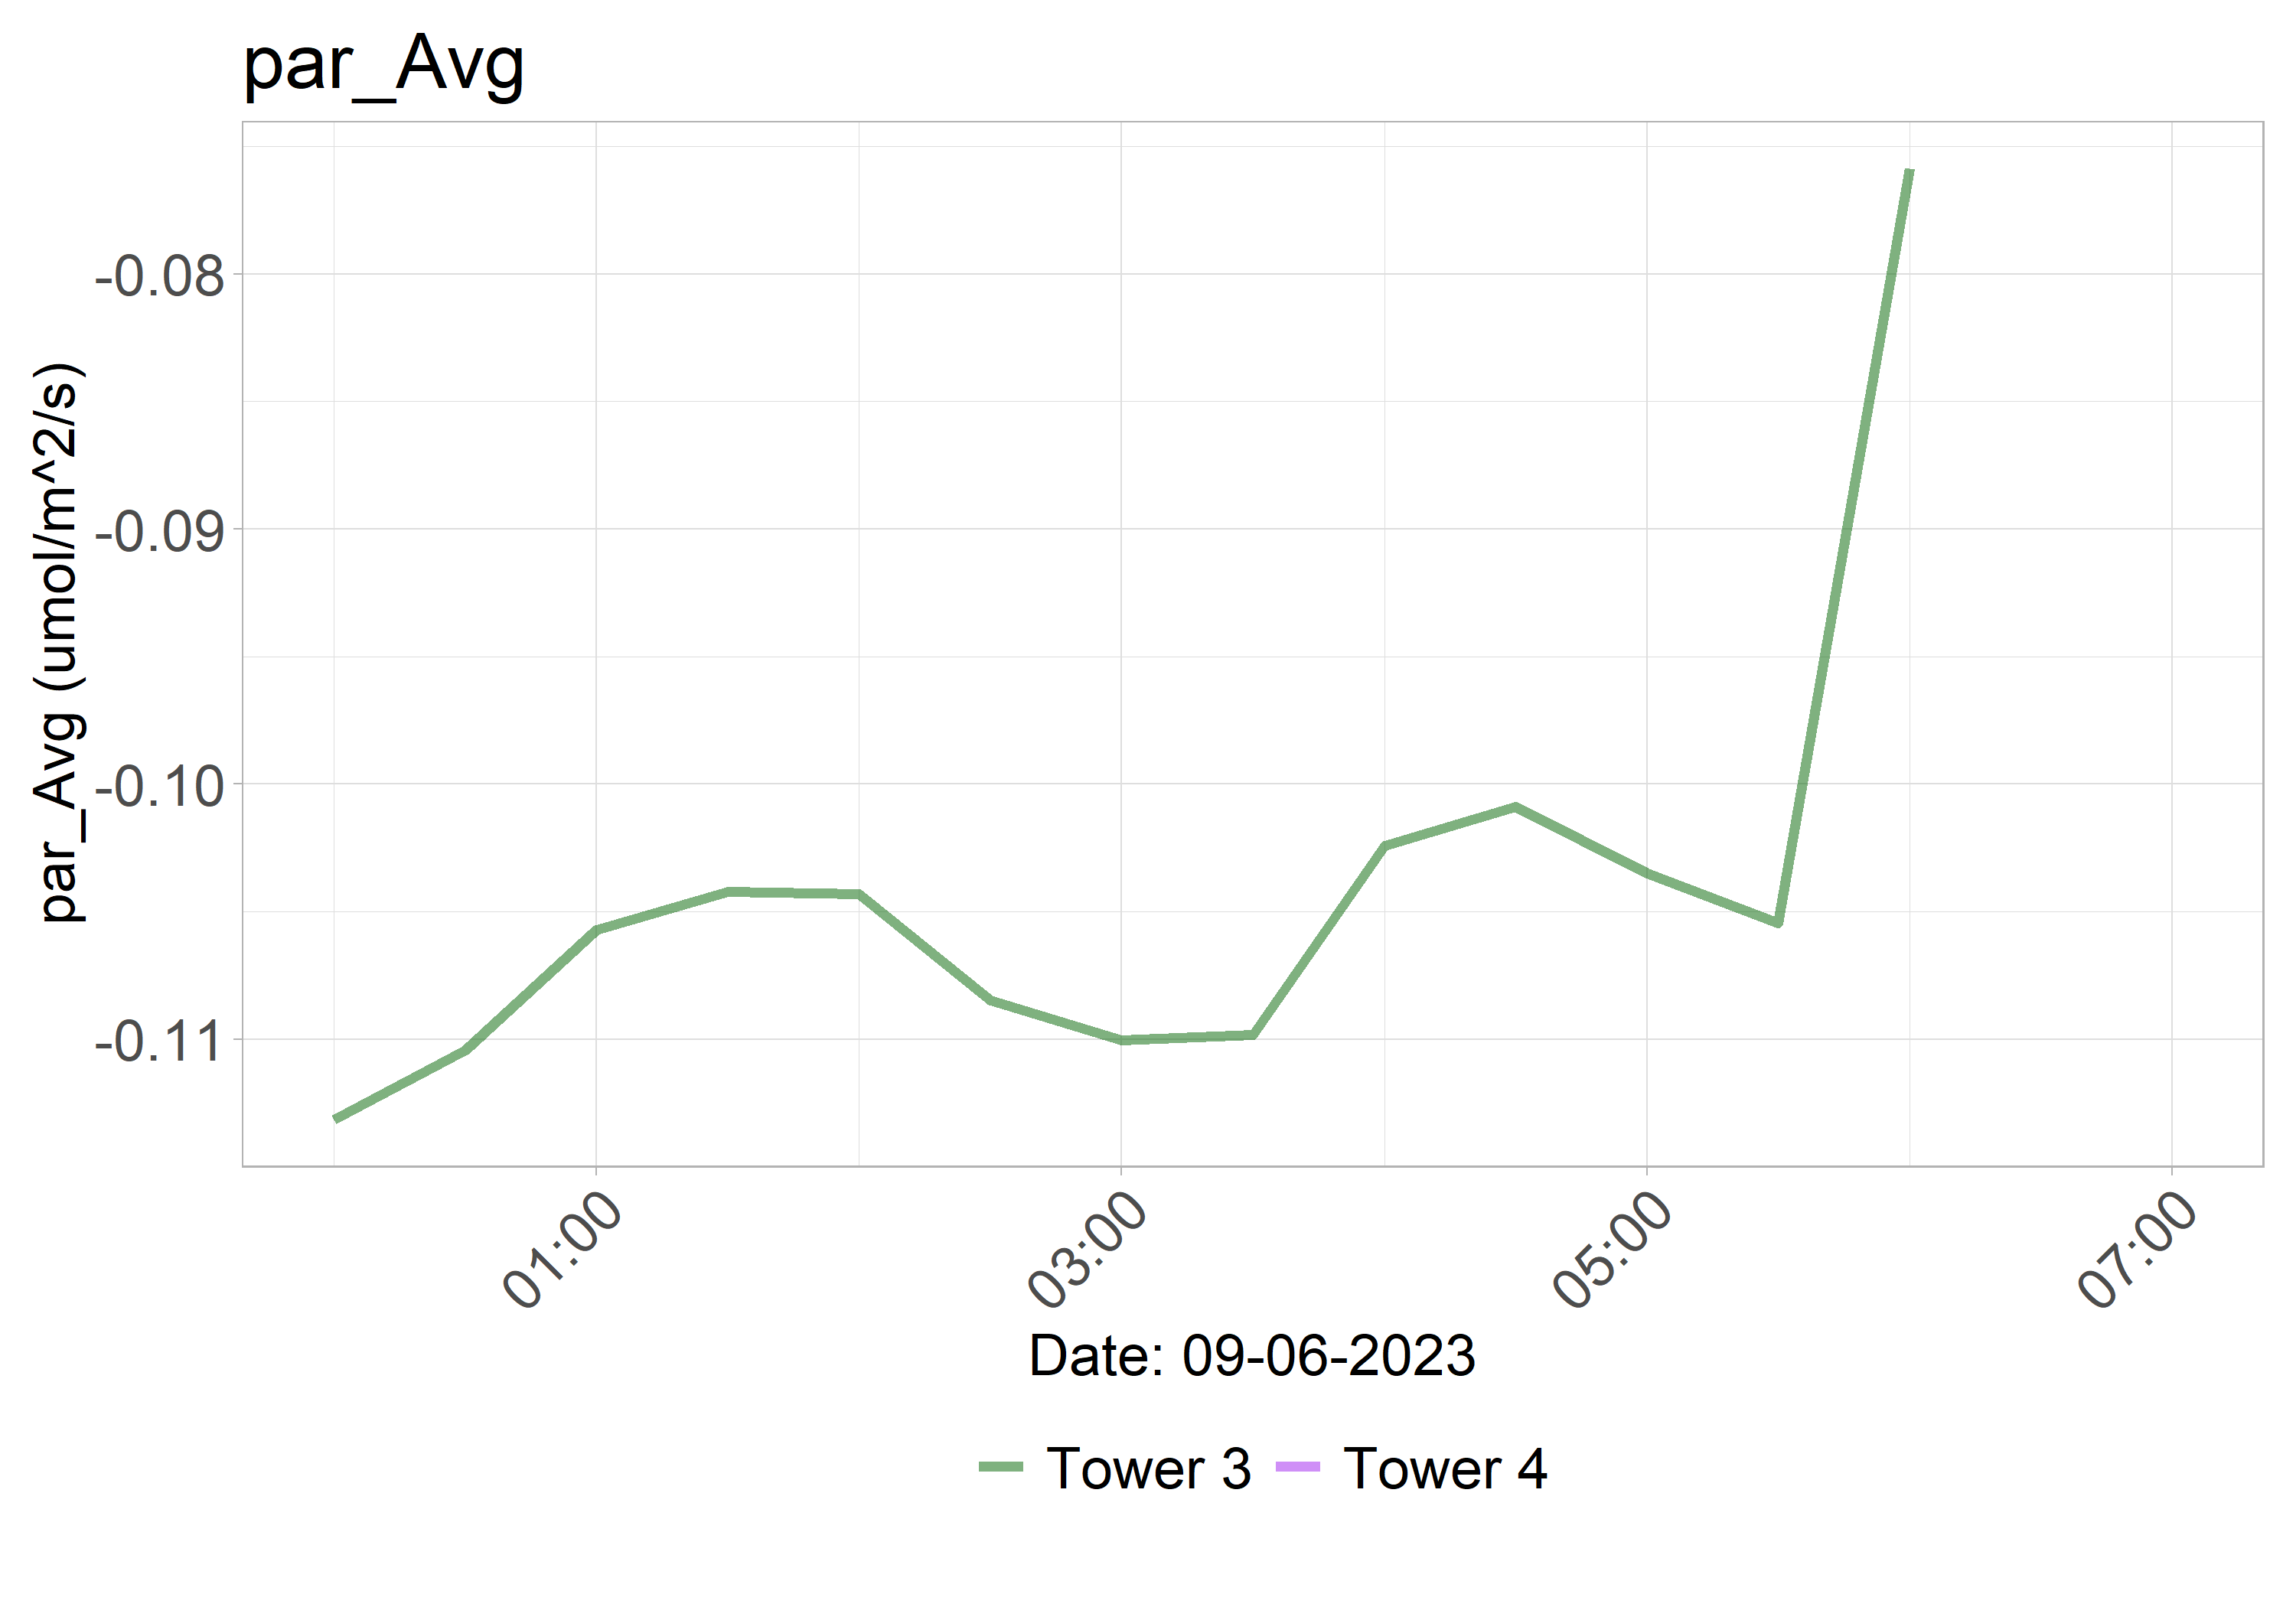 par_Avg
par_Avg (umol/m^2/s)
-0.08
-0.09
-0.10
-0.11
01:00
03:00
05:00
07:00
Date: 09-06-2023
Tower 3
Tower 4